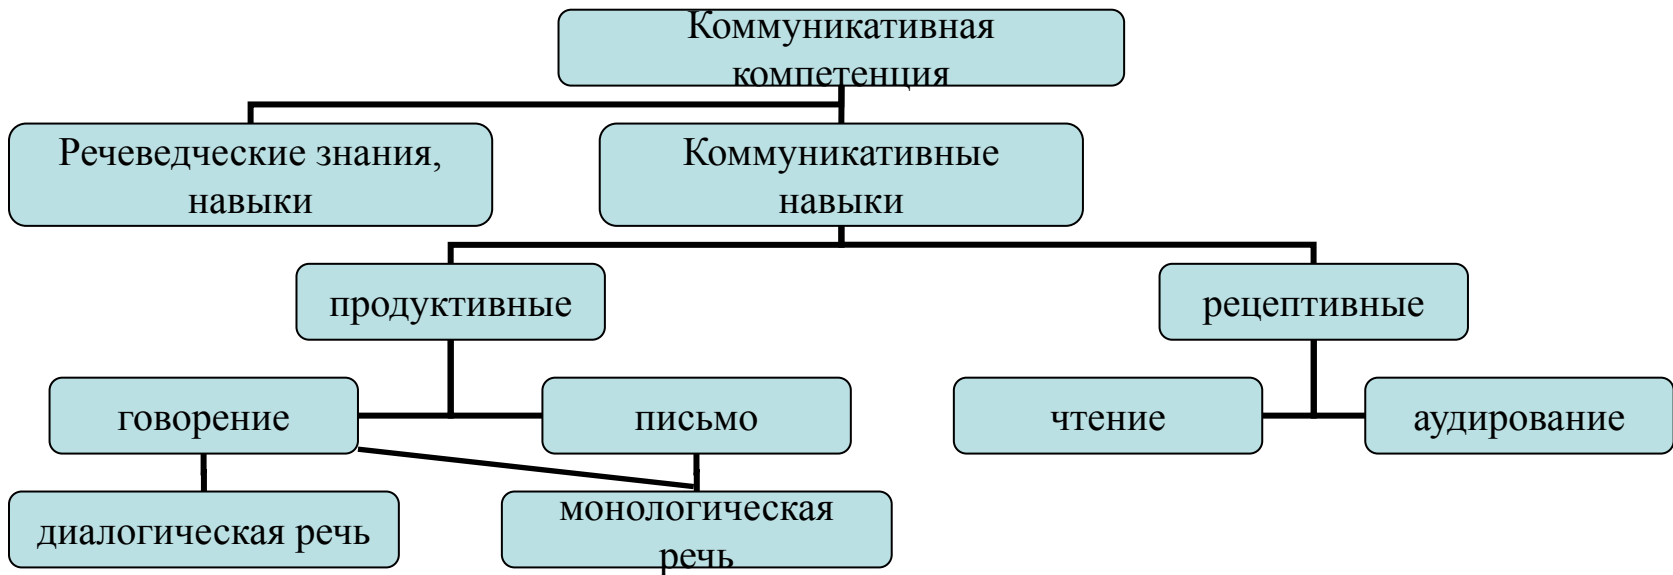 Коммуникативная
компетенция
Речеведческие знания,
навыки
Коммуникативные
навыки
продуктивные
рецептивные
говорение
письмо
чтение
аудирование
диалогическая речь
монологическая
речь